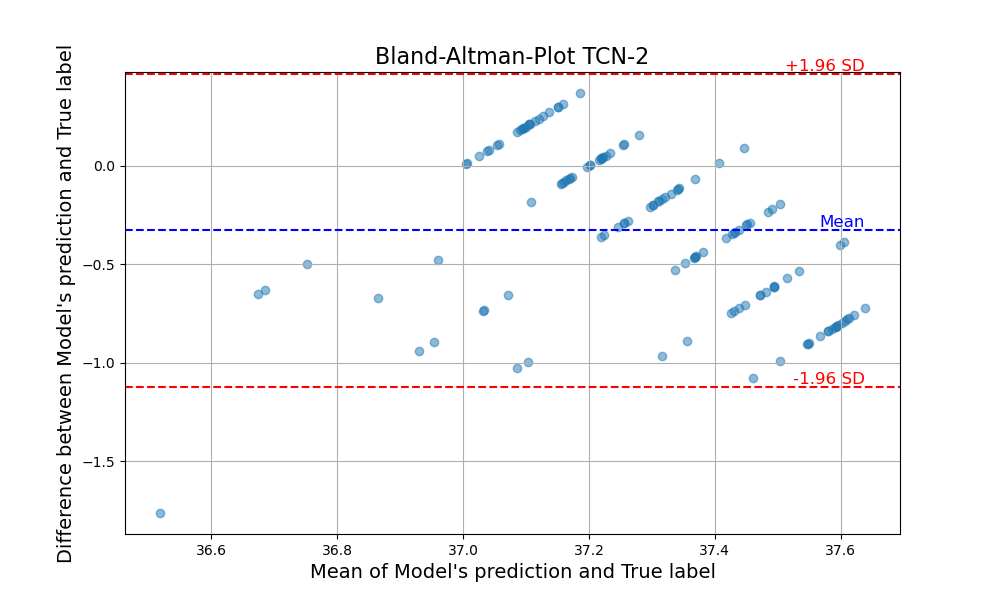 Bland-Altman-Plot TCN-2
+1.96 SD
Mean
-1.96 SD
0.0
−0.5
−1.0
−1.5
36.6 36.8 37.0 37.2 37.4 37.6
Mean of Model's prediction and True label
Difference between Model's prediction and True label